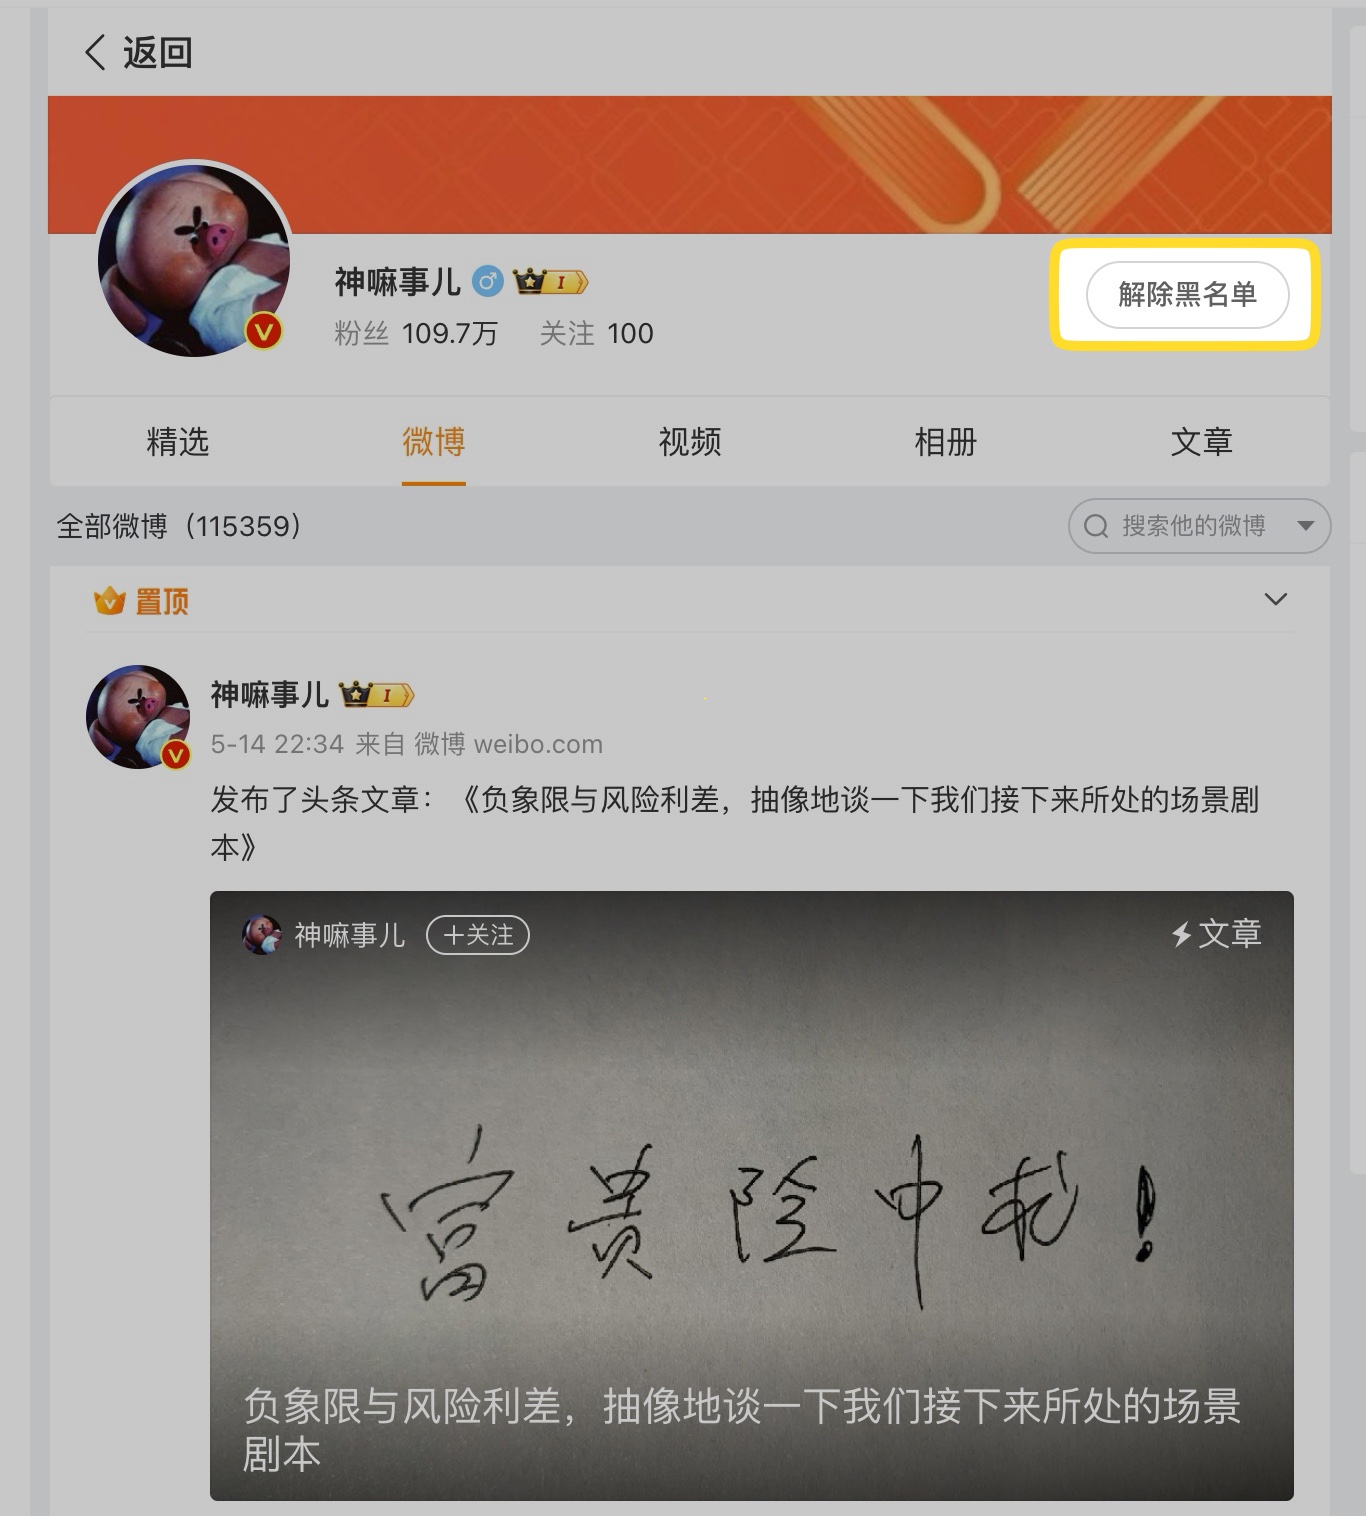 返回
神嘛事儿
I
粉丝 109.7万 关注 100
解除黑名单
精选 微博 视频 相册 文章
全部微博（115359）
搜索他的微博
置顶
神嘛事儿
I
5-14 22:34 来自 微博 weibo.com
发布了头条文章：《负象限与风险利差，抽像地谈一下我们接下来所处的场景剧
本》
神嘛事儿 +关注
文章
富贵险中求！
负象限与风险利差，抽像地谈一下我们接下来所处的场景
剧本